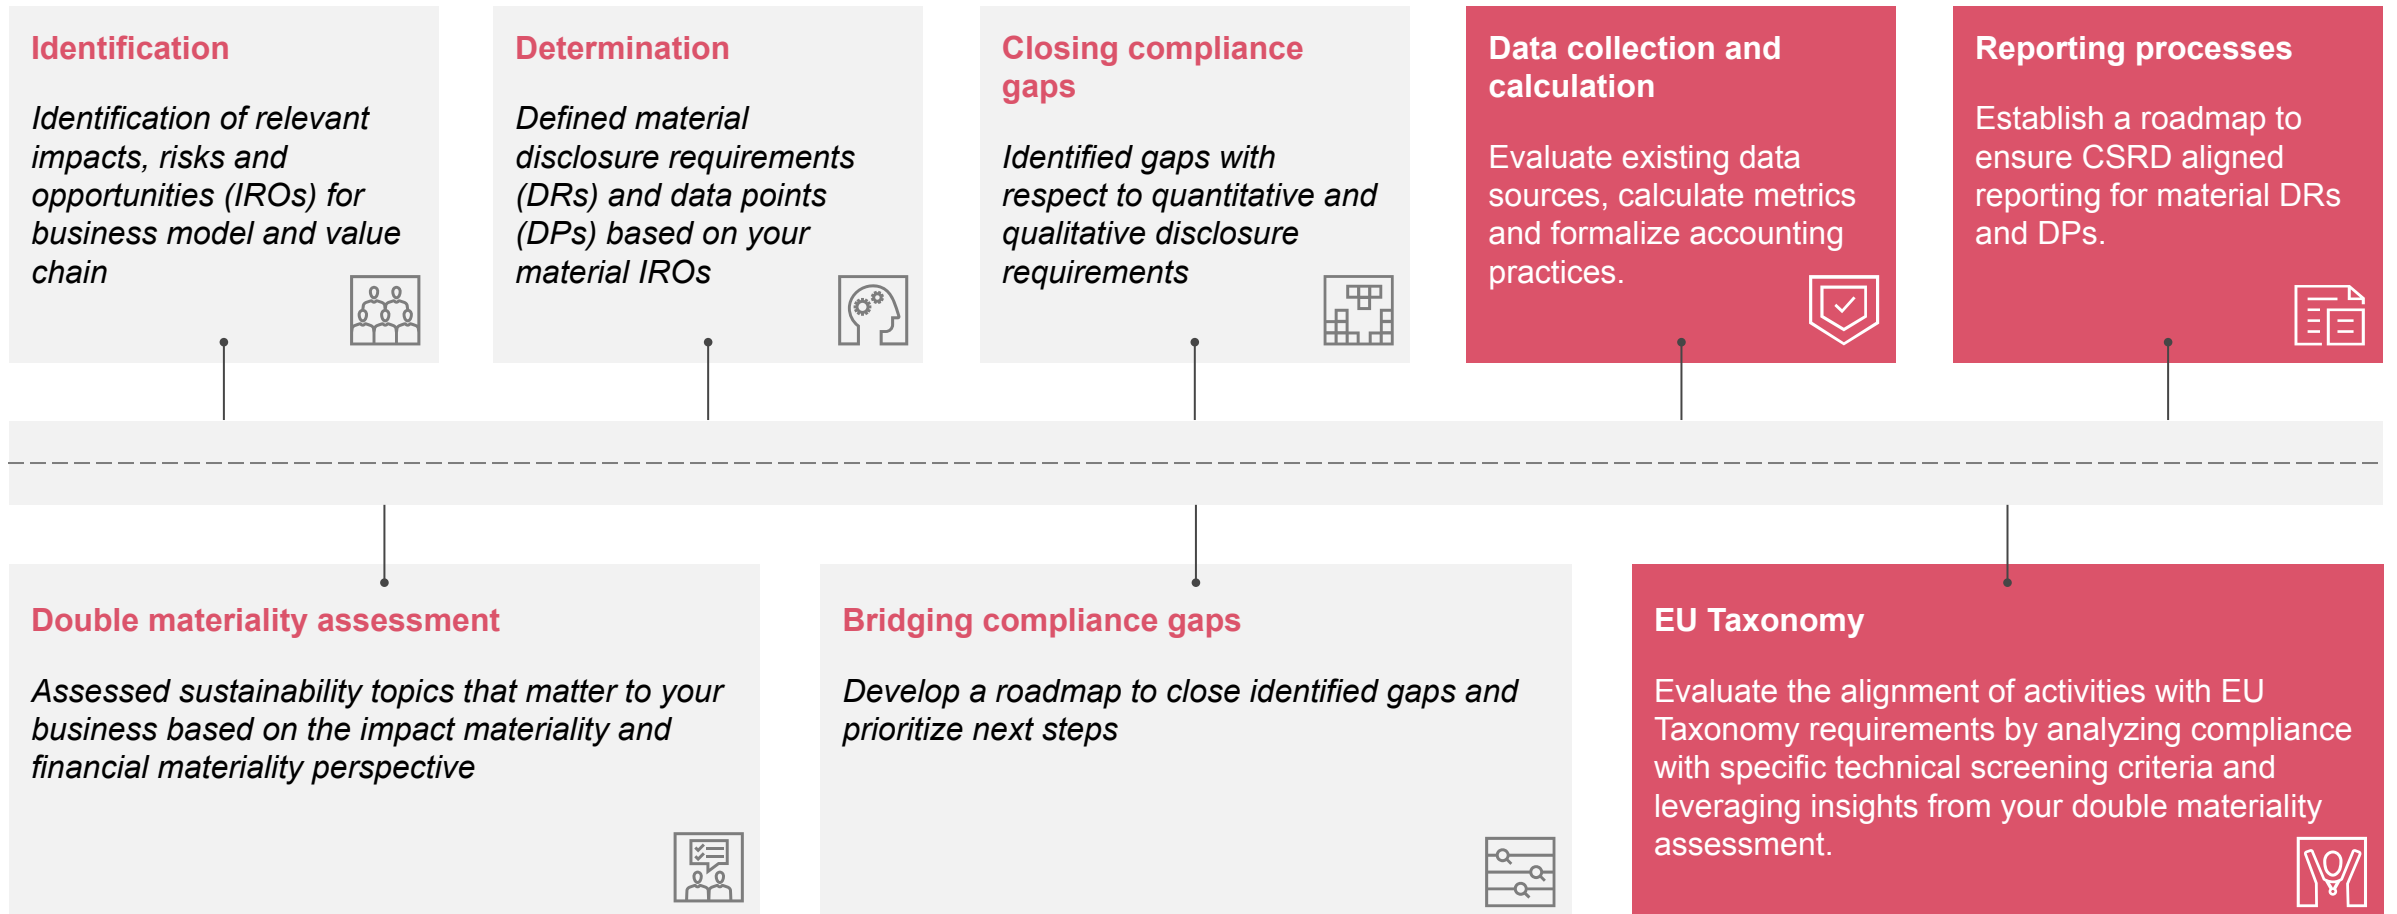 Identification
Identification of relevant
impacts, risks and
opportunities (IROs) for
business model and value
chain
Determination
Defined material
disclosure requirements
(DRs) and data points
(DPs) based on your
material IROs
Closing compliance
gaps
Identified gaps with
respect to quantitative and
qualitative disclosure
requirements
Data collection and
calculation
Evaluate existing data
sources, calculate metrics
and formalize accounting
practices.
Reporting processes
Establish a roadmap to
ensure CSRD aligned
reporting for material DRs
and DPs.
Double materiality assessment
Assessed sustainability topics that matter to your
business based on the impact materiality and
financial materiality perspective
Bridging compliance gaps
Develop a roadmap to close identified gaps and
prioritize next steps
EU Taxonomy
Evaluate the alignment of activities with EU
Taxonomy requirements by analyzing compliance
with specific technical screening criteria and
leveraging insights from your double materiality
assessment.